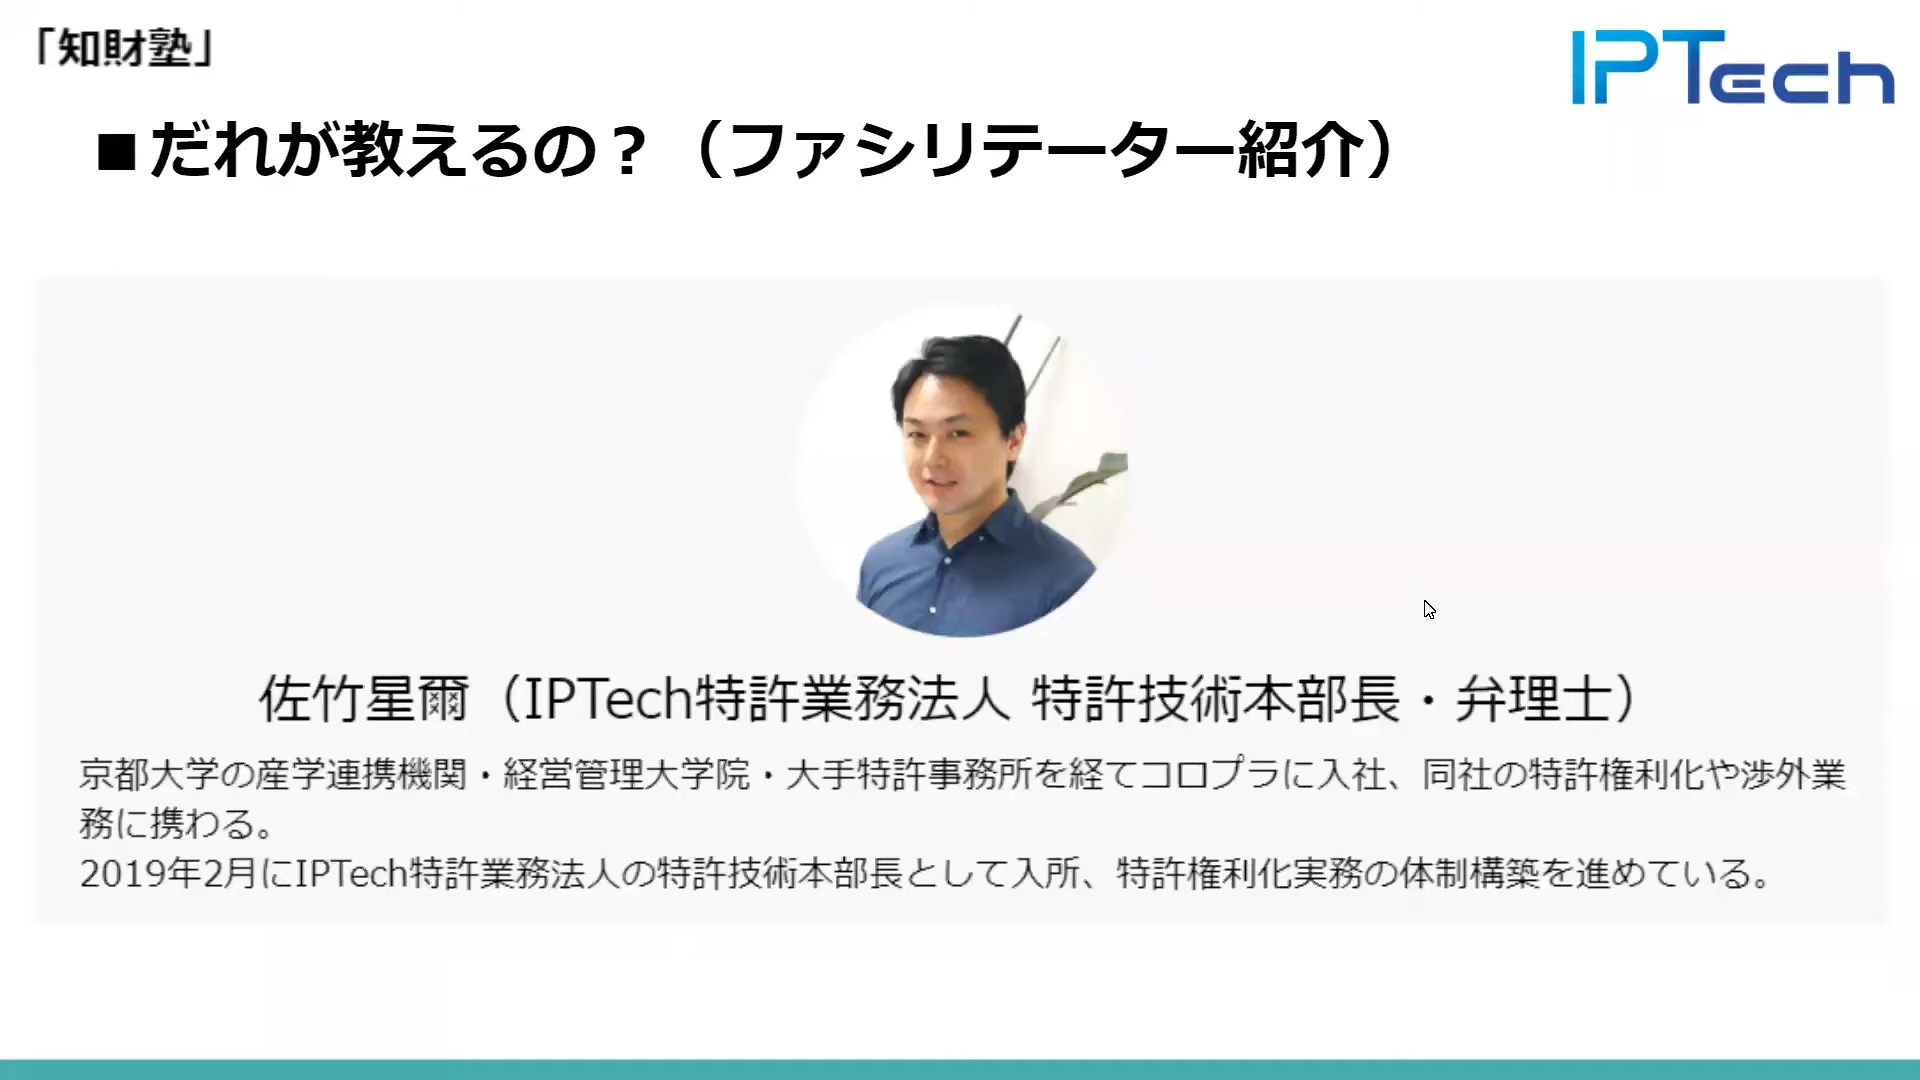 「知財塾」
IPTech
■だれが教えるの？（ファシリテーター紹介）
佐竹星爾（IPTech特許業務法人 特許技術本部長・弁理士）
京都大学の産学連携機関・経営管理大学院・大手特許事務所を経てコロプラに入社、同社の特許権利化や渉外業
務に携わる。
2019年2月にIPTech特許業務法人の特許技術本部長として入所、特許権利化実務の体制構築を進めている。